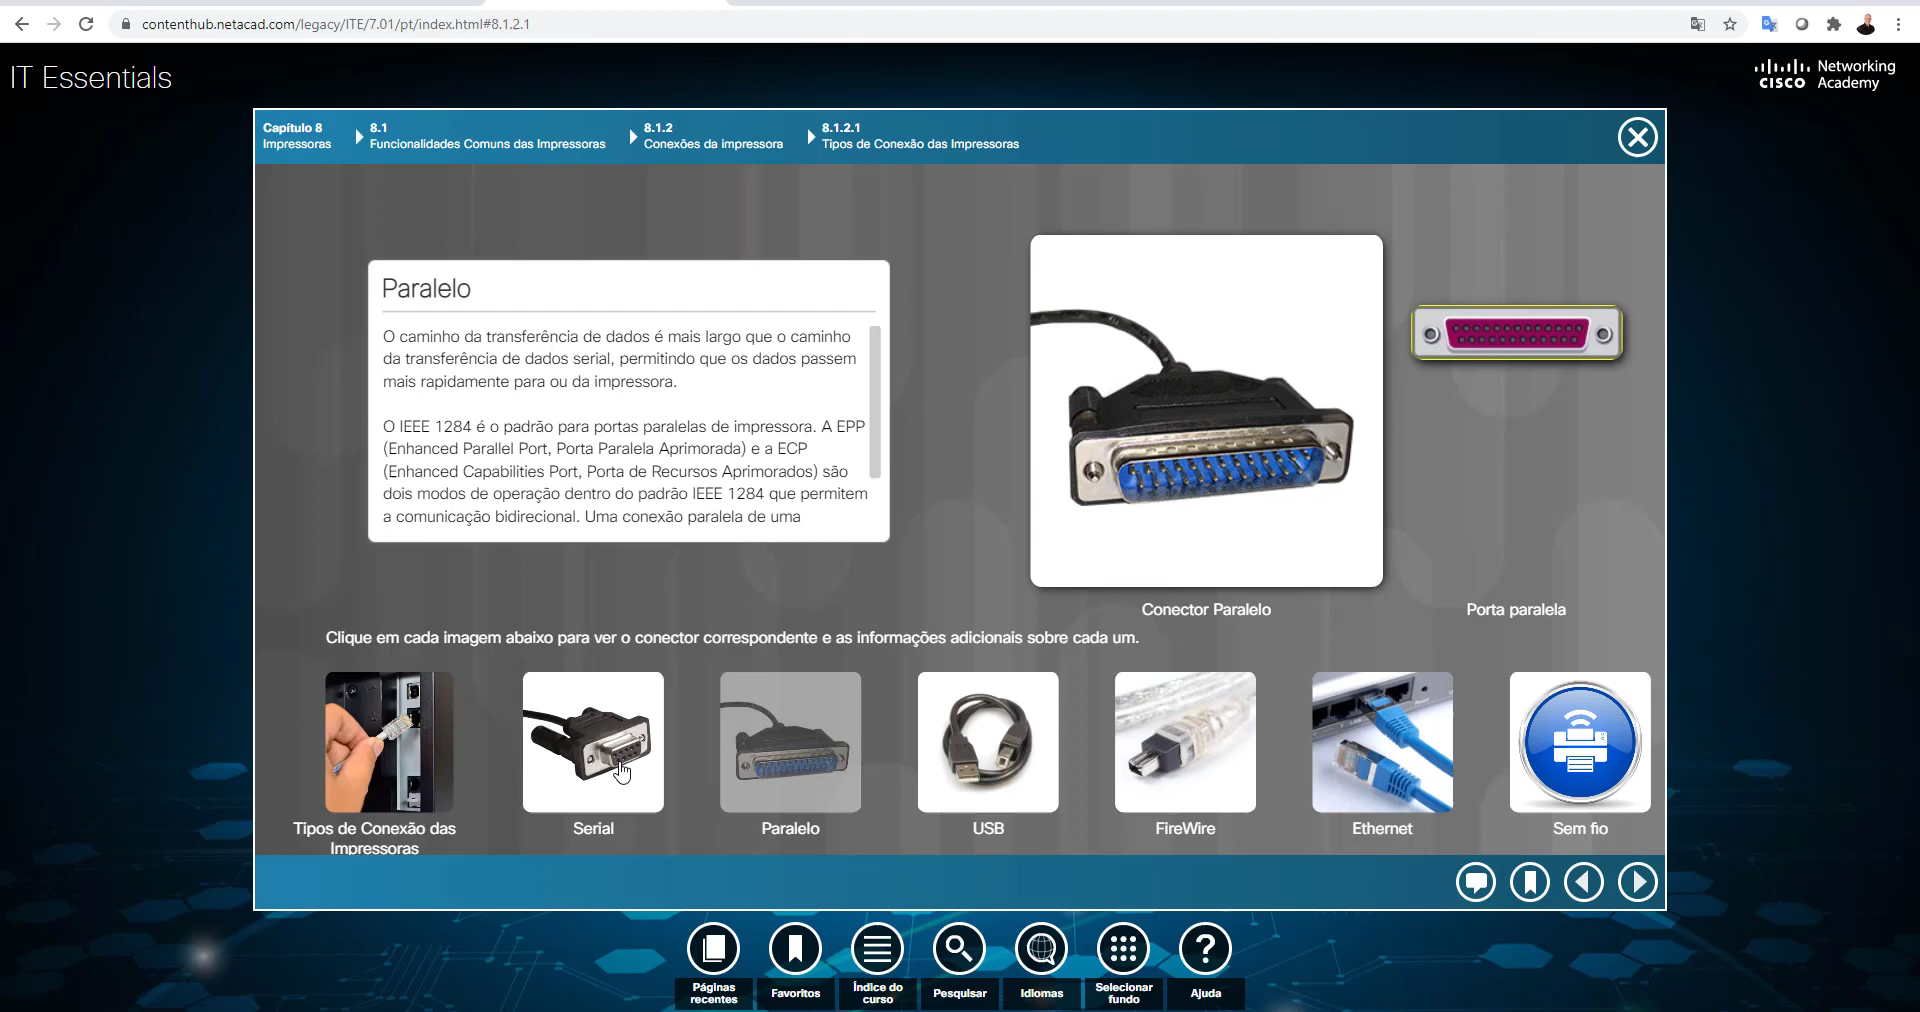 contenthub.netacad.com/legacy/ITE/7.01/pt/index.html#8.1.2.1
IT Essentials
CISCO
Networking
Academy
Capítulo 8
Impressoras
8.1
Funcionalidades Comuns das Impressoras
8.1.2
Conexões da impressora
8.1.2.1
Tipos de Conexão das Impressoras
Paralelo
O caminho da transferência de dados é mais largo que o caminho
da transferência de dados serial, permitindo que os dados passem
mais rapidamente para ou da impressora.
O IEEE 1284 é o padrão para portas paralelas de impressora. A EPP
(Enhanced Parallel Port, Porta Paralela Aprimorada) e a ECP
(Enhanced Capabilities Port, Porta de Recursos Aprimorados) são
dois modos de operação dentro do padrão IEEE 1284 que permitem
a comunicação bidirecional. Uma conexão paralela de uma
Conector Paralelo
Porta paralela
Clique em cada imagem abaixo para ver o conector correspondente e as informações adicionais sobre cada um.
Tipos de Conexão das
Impressoras
Serial
Paralelo
USB
FireWire
Ethernet
Sem fio
Páginas
recentes
Favoritos
Índice do
curso
Pesquisar
Idiomas
Selecionar
fundo
?
Ajuda